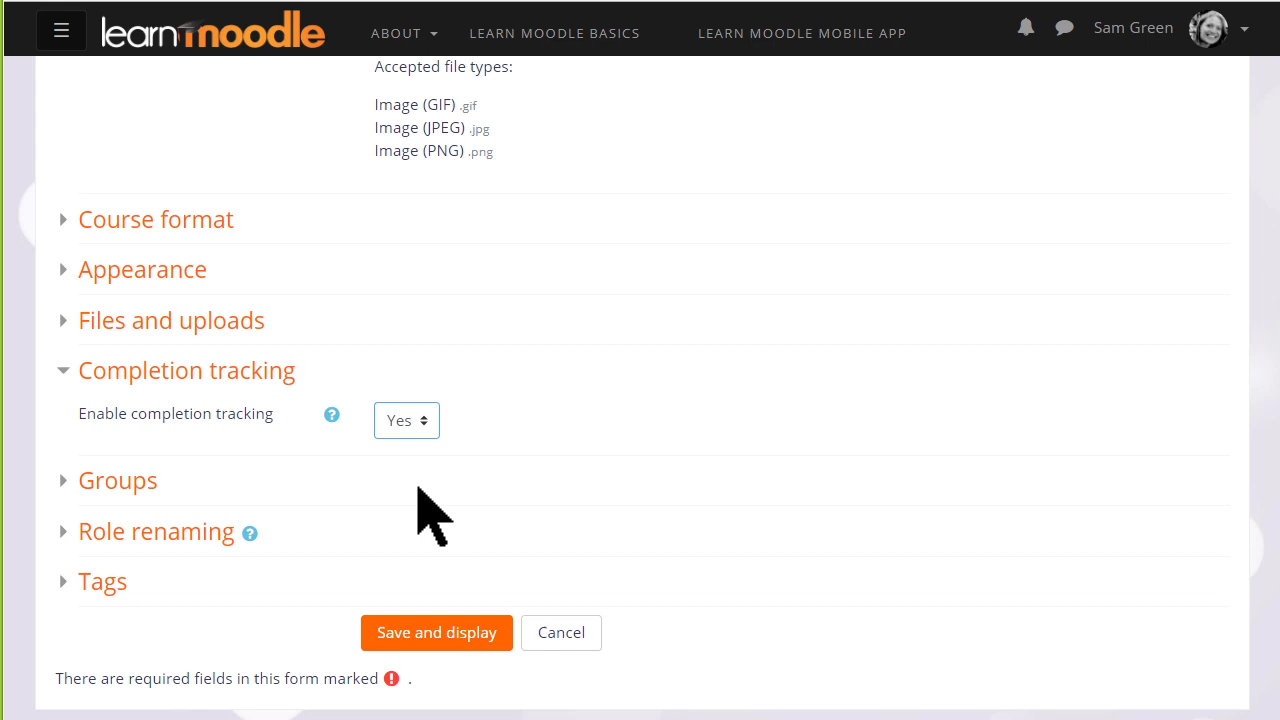 learnmoodle ABOUT LEARN MOODLE BASICS LEARN MOODLE MOBILE APP Sam Green
Accepted file types:
Image (GIF) .gif
Image (JPEG) .jpg
Image (PNG) .png
Course format
Appearance
Files and uploads
Completion tracking
Enable completion tracking ? Yes
Groups
Role renaming ?
Tags
Save and display Cancel
There are required fields in this form marked ! .